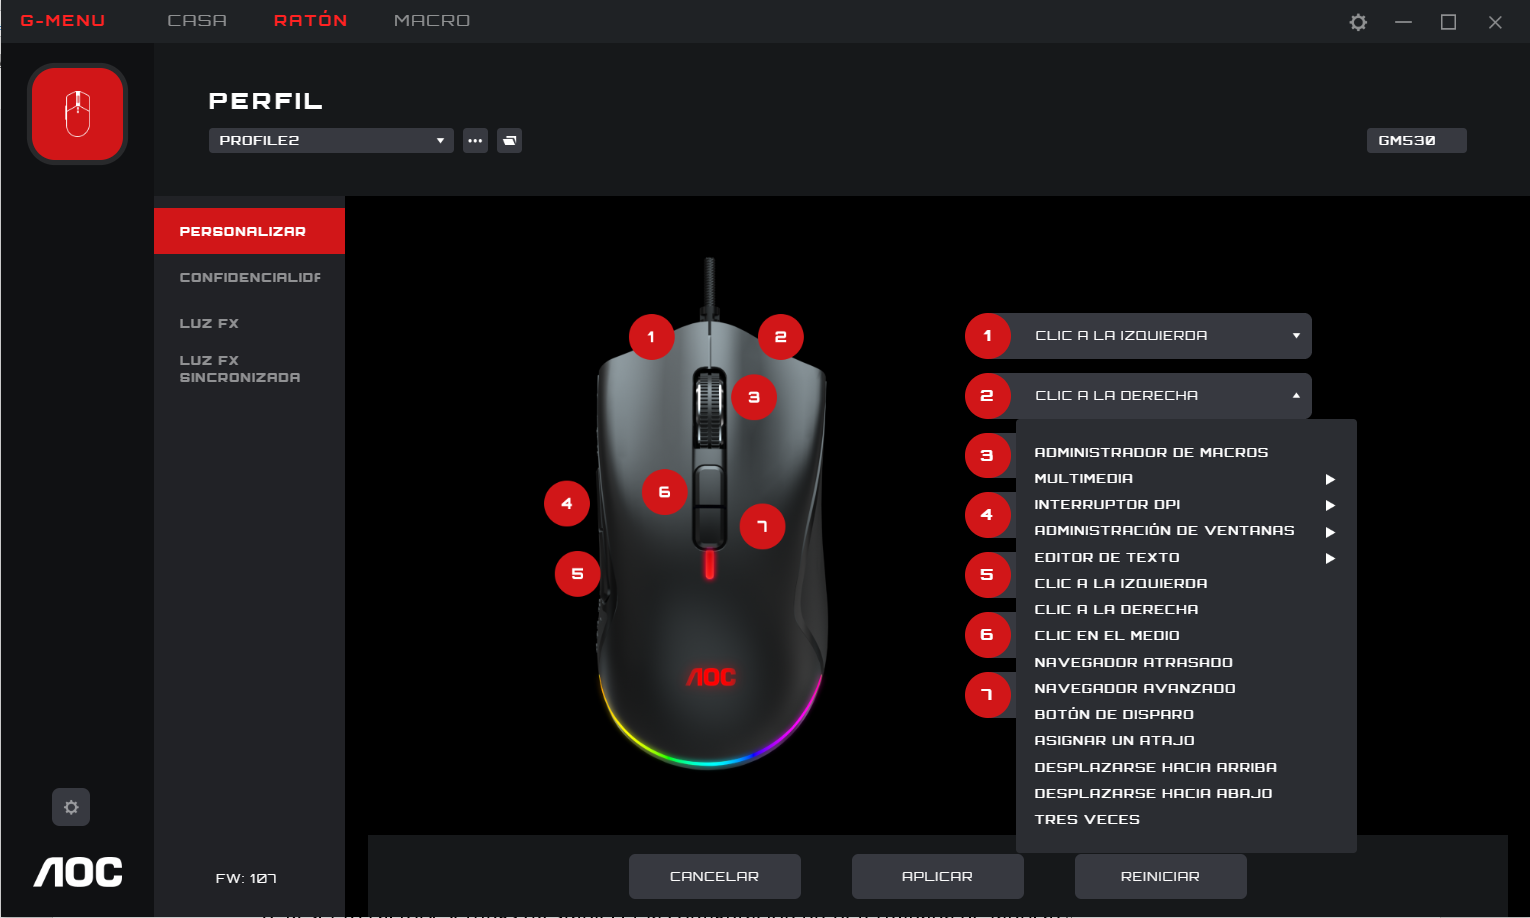 G-MENU CASA RATÓN MACRO
PERFIL
PROFILE2
GM530
PERSONALIZAR
CONFIDENCIALID
LUZ FX
LUZ FX
SINCRONIZADA
FW: 107
AOC
1
2
3
4
5
6
7
AOC
1 CLIC A LA IZQUIERDA
2 CLIC A LA DERECHA
3
4
5
6
7
ADMINISTRADOR DE MACROS
MULTIMEDIA
INTERRUPTOR DPI
ADMINISTRACIÓN DE VENTANAS
EDITOR DE TEXTO
CLIC A LA IZQUIERDA
CLIC A LA DERECHA
CLIC EN EL MEDIO
NAVEGADOR ATRASADO
NAVEGADOR AVANZADO
BOTÓN DE DISPARO
ASIGNAR UN ATAJO
DESPLAZARSE HACIA ARRIBA
DESPLAZARSE HACIA ABAJO
TRES VECES
CANCELAR APLICAR REINICIAR